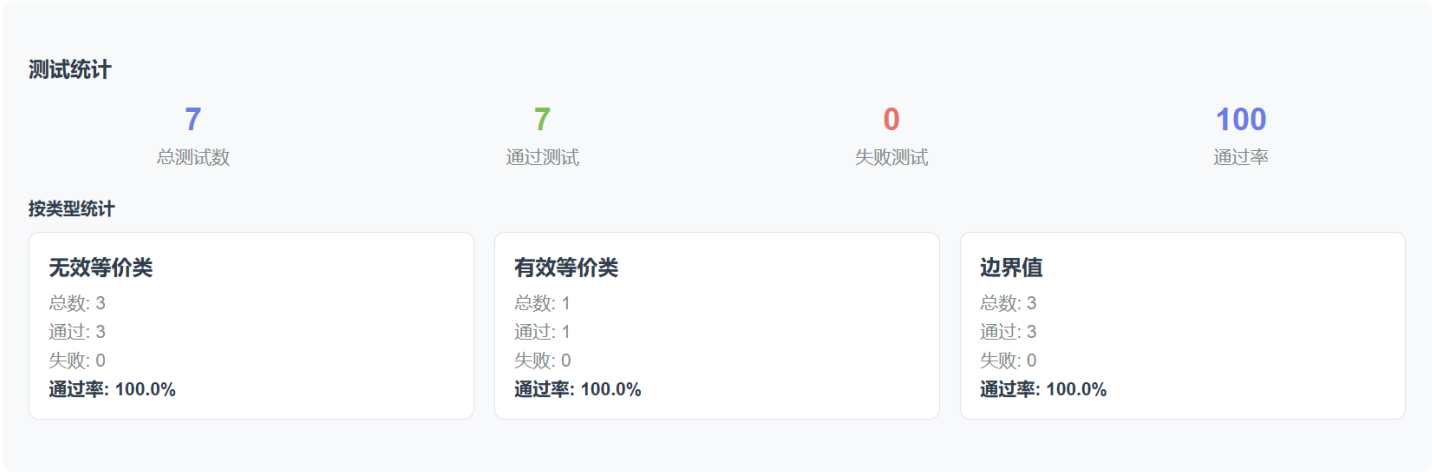 测试统计
7
总测试数
7
通过测试
0
失败测试
100
通过率
按类型统计
无效等价类
总数: 3
通过: 3
失败: 0
通过率: 100.0%
有效等价类
总数: 1
通过: 1
失败: 0
通过率: 100.0%
边界值
总数: 3
通过: 3
失败: 0
通过率: 100.0%